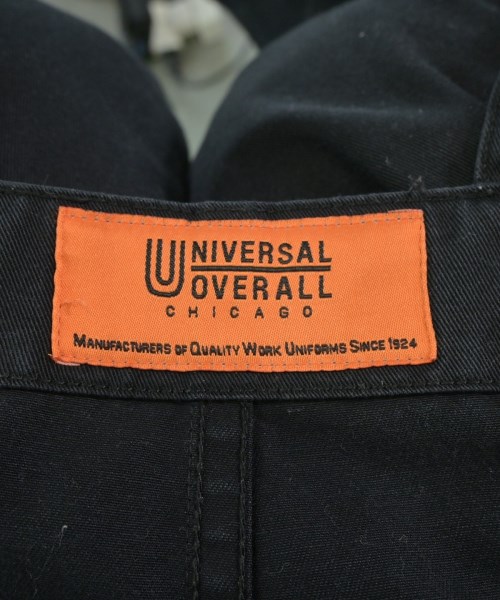 UNIVERSAL
OVERALL
CHICAGO
MANUFACTURERS OF QUALITY WORK UNIFORMS SINCE 1924